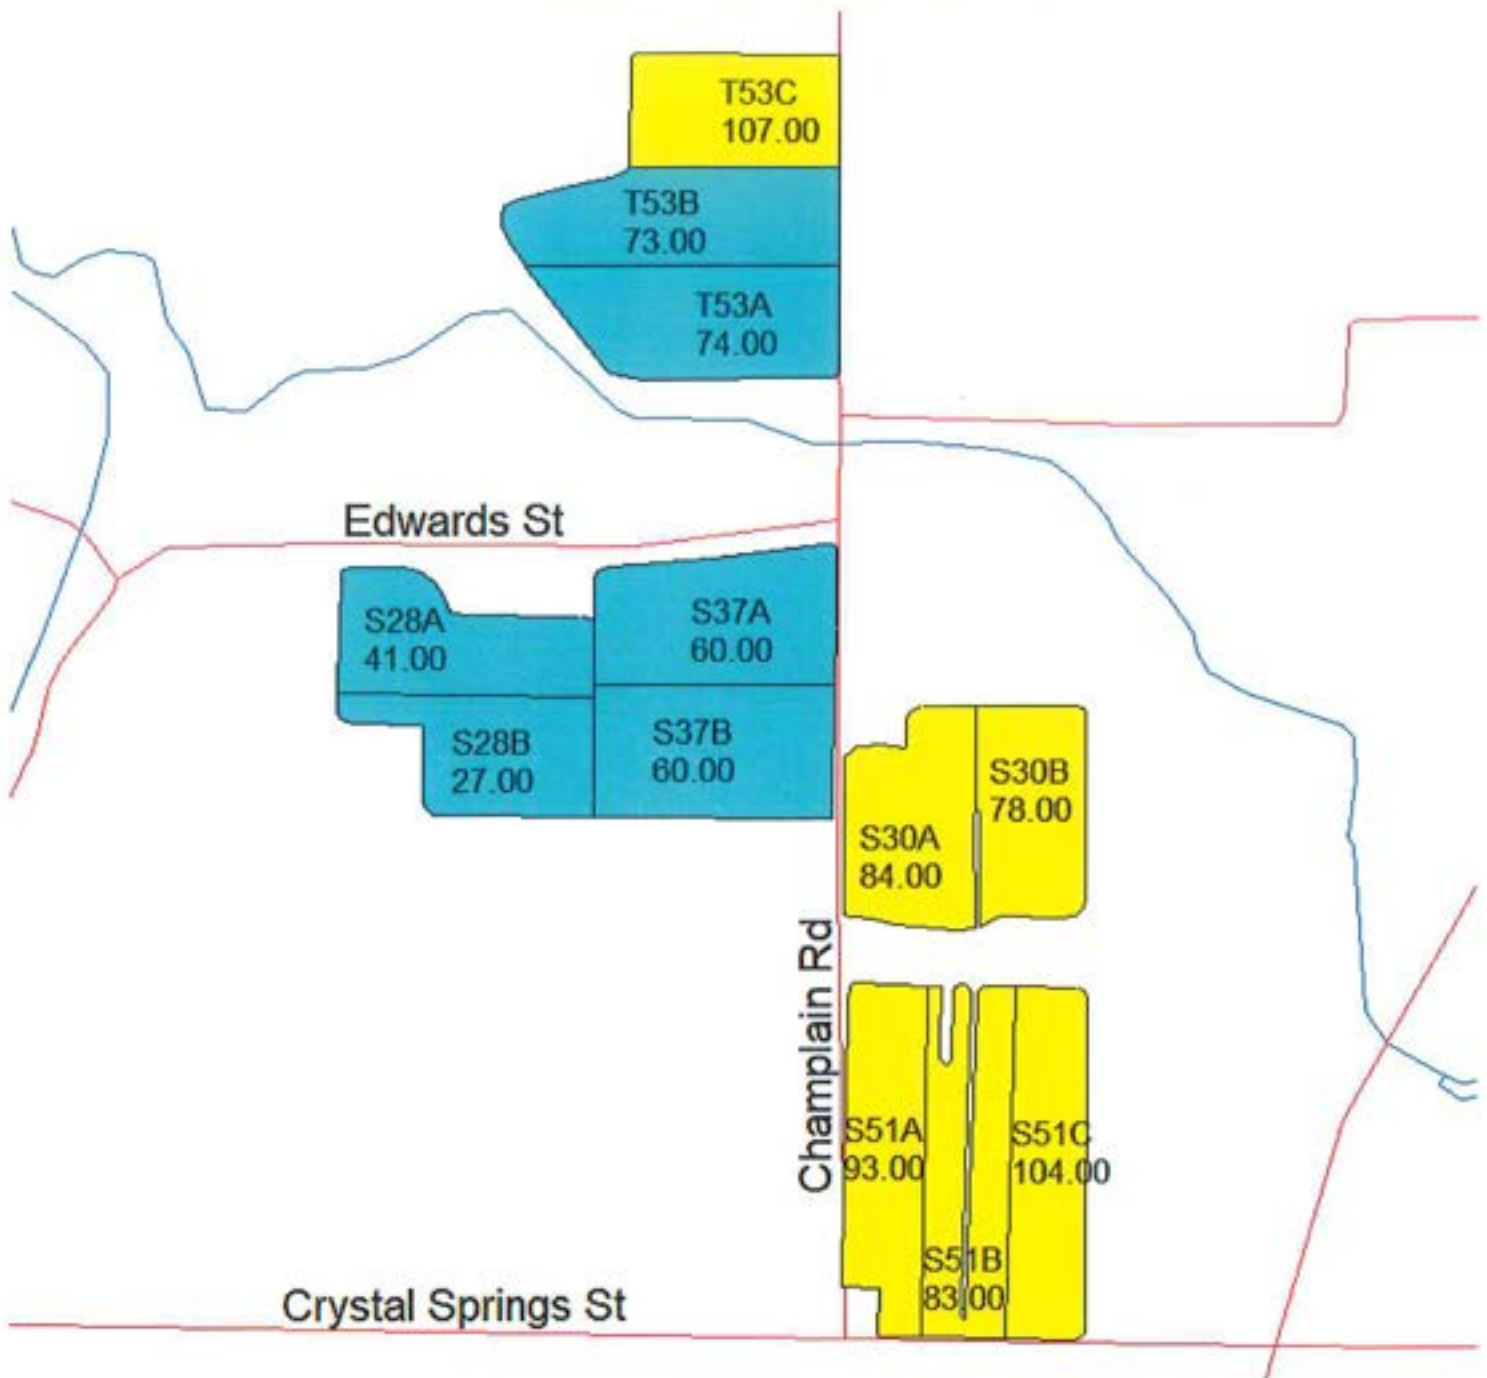 T53C
107.00
T53B
73.00
T53A
74.00
Edwards St
S28A
41.00
S37A
60.00
S28B
27.00
S37B
60.00
S30B
78.00
S30A
84.00
Champlain Rd
S51A
93.00
S51C
104.00
S51B
83.00
Crystal Springs St